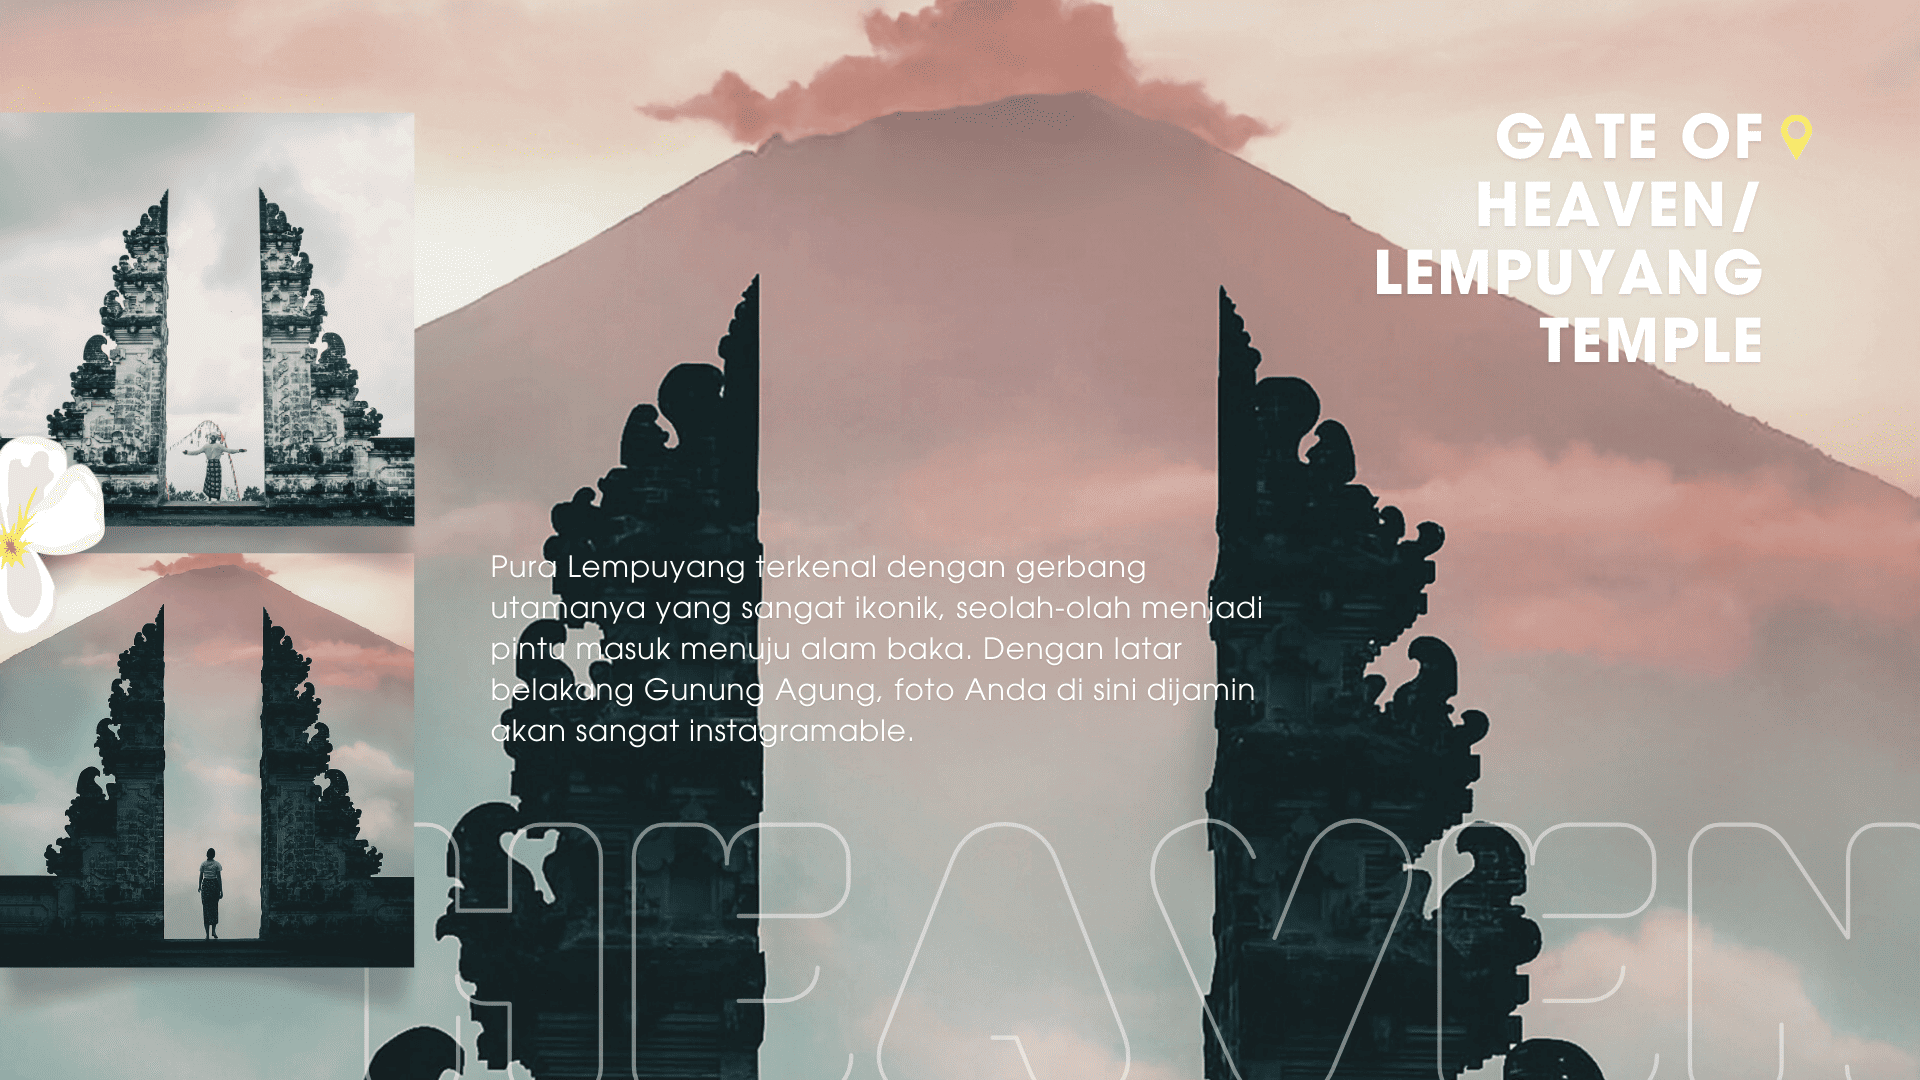 GATE OF
HEAVEN/
LEMPUYANG
TEMPLE
Pura Lempuyang terkenal dengan gerbang
utamanya yang sangat ikonik, seolah-olah menjadi
pintu masuk menuju alam baka. Dengan latar
belakang Gunung Agung, foto Anda di sini dijamin
akan sangat instagramable.
HEAVEN